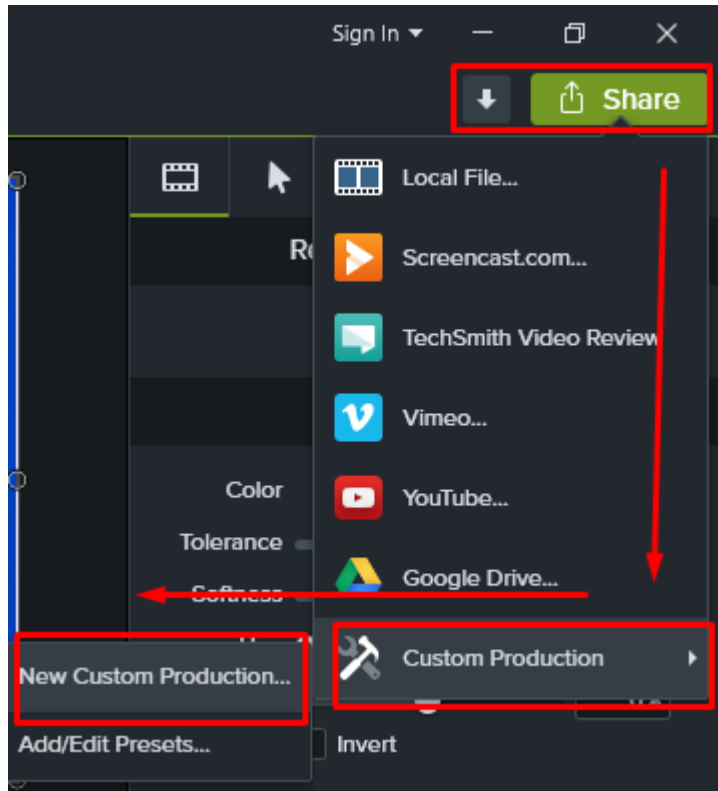 Sign In
Share
Local File...
Screencast.com...
TechSmith Video Review
Vimeo...
YouTube...
Color
Tolerance
Google Drive...
Softness
Custom Production
New Custom Production...
Add/Edit Presets...
Invert